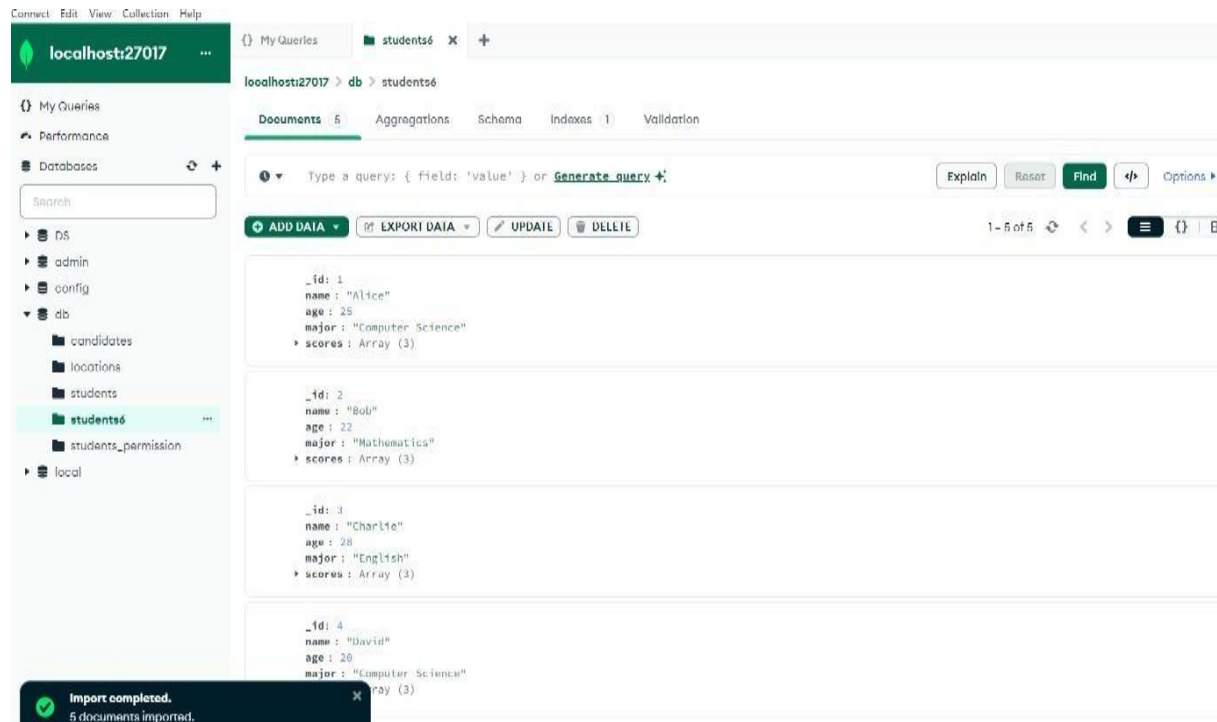 Connect Edit View Collection Help
localhost:27017 ...
{} My Queries
Performance
Databases
Search
DS
admin
config
db
candidates
locations
students
students6 ...
students_permission
local
{} My Queries
students6 X +
localhost:27017 > db > students6
Documents 5 Aggregations Schema Indexes 1 Validation
Type a query: { field: 'value' } or Generate query
Explain Reset Find </> Options
ADD DATA EXPORT DATA UPDATE DELETE
1 – 5 of 5 < > {}
_id: 1
name : "Alice"
age : 25
major : "Computer Science"
scores : Array (3)
_id: 2
name : "Bob"
age : 22
major : "Mathematics"
scores : Array (3)
_id: 3
name : "Charlie"
age : 28
major : "English"
scores : Array (3)
_id: 4
name : "David"
age : 20
major : "Computer Science"
ray (3)
Import completed. X
5 documents imported.